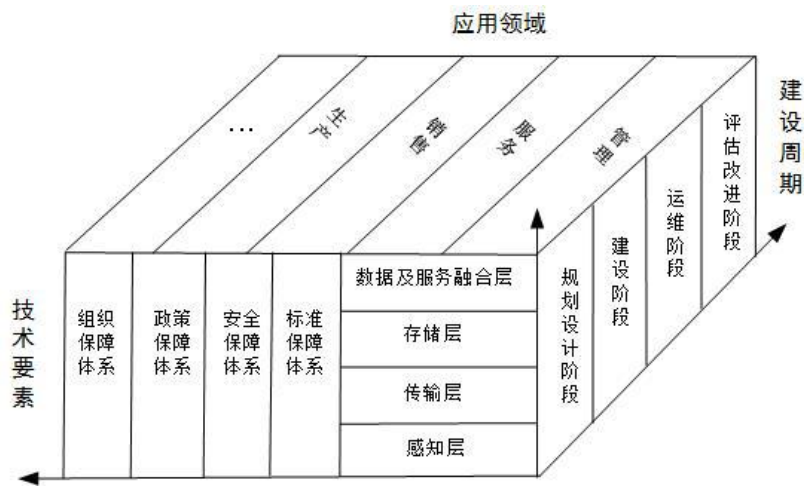 应用领域
建设周期
…
生产
销售
服务
管理
评估改进阶段
运维阶段
建设阶段
规划设计阶段
技术要素
组织
保障
体系
政策
保障
体系
安全
保障
体系
标准
保障
体系
数据及服务融合层
存储层
传输层
感知层